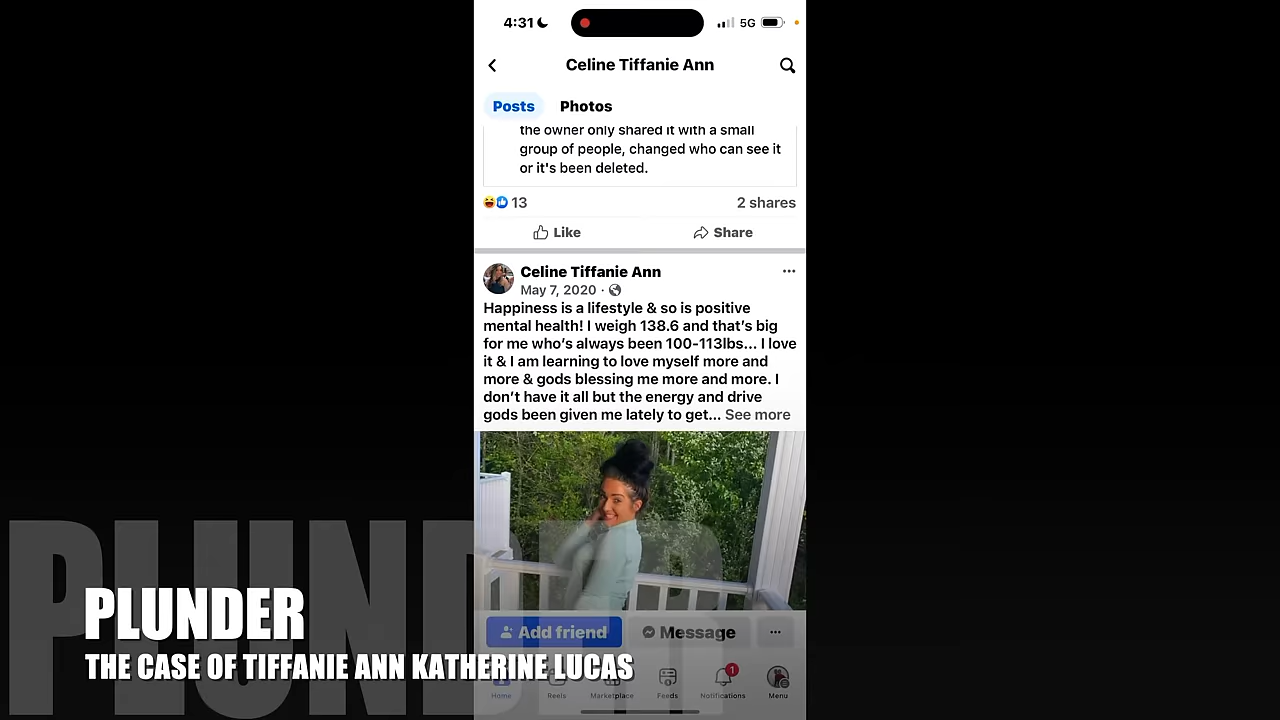 4:31
5G
Celine Tiffanie Ann
Posts Photos
the owner only shared it with a small
group of people, changed who can see it
or it's been deleted.
13
2 shares
Like
Share
Celine Tiffanie Ann
May 7, 2020 ·
Happiness is a lifestyle & so is positive
mental health! I weigh 138.6 and that's big
for me who's always been 100-113lbs... I love
it & I am learning to love myself more and
more & gods blessing me more and more. I
don't have it all but the energy and drive
gods been given me lately to get... See more
PLUNDER
PLUNDER
THE CASE OF TIFFANIE ANN KATHERINE LUCAS
Add friend
Message
1
Home
Reels
Marketplace
Feeds
Notifications
Menu